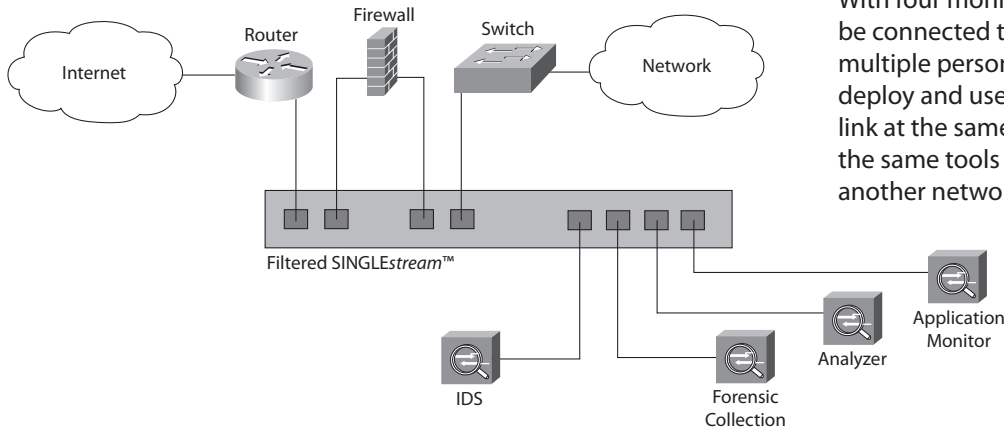 Internet
Router
Firewall
Switch
Network
With four moni
be connected t
multiple person
deploy and use
link at the same
the same tools
another netwo
Filtered SINGLEstream™
IDS
Forensic
Collection
Analyzer
Application
Monitor